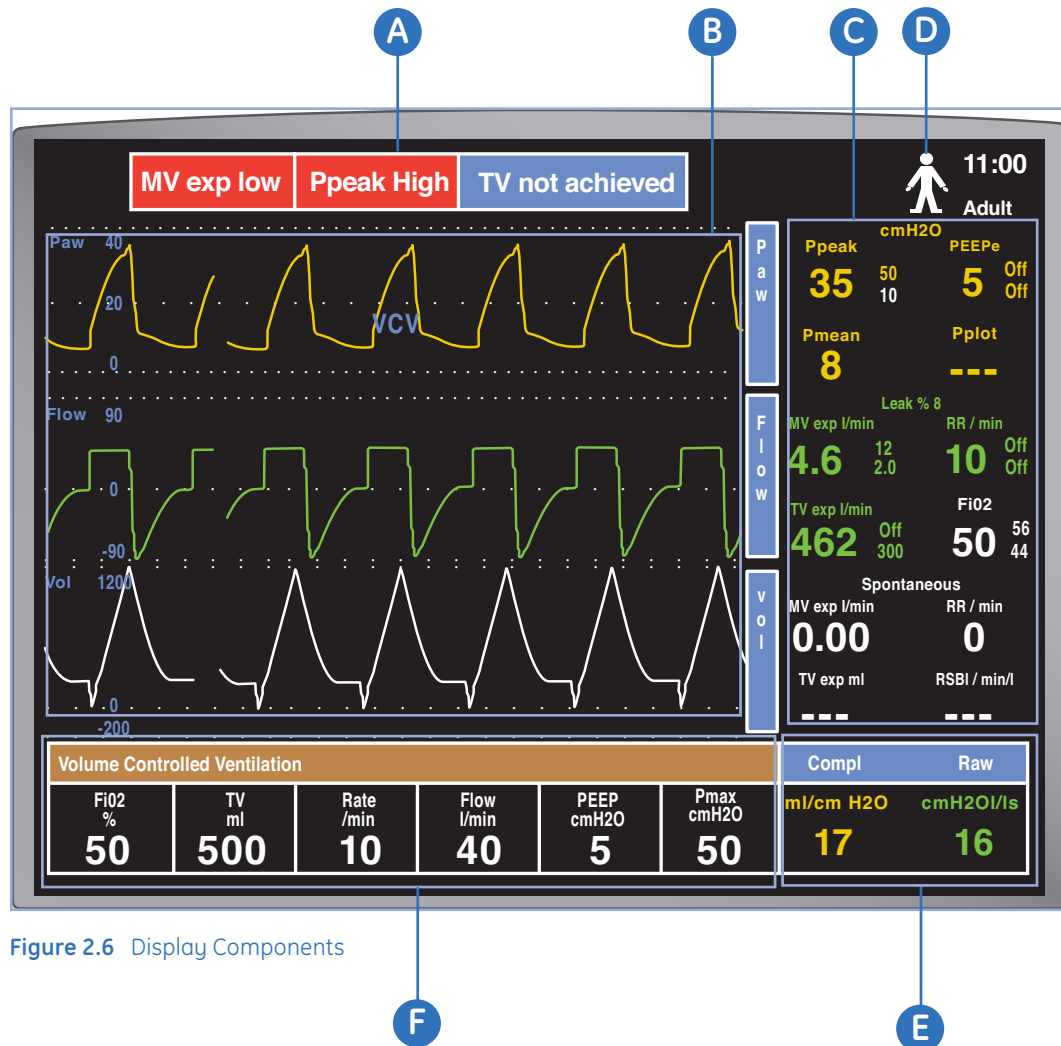 A B C D
MV exp low Ppeak High TV not achieved
11:00
Adult
Paw 40
20
VCV
0
Flow 90
0
-90
Vol 1200
0
-200
Paw
Flow
vol
cmH2O
Ppeak PEEPe
35 50 10 5 Off Off
Pmean Pplot
8 ---
Leak % 8
MV exp l/min RR / min
4.6 12 2.0 10 Off Off
TV exp l/min Fi02
462 Off 300 50 56 44
Spontaneous
MV exp l/min RR / min
0.00 0
TV exp ml RSBI / min/l
--- ---
Volume Controlled Ventilation
Fi02 % 50
TV ml 500
Rate /min 10
Flow l/min 40
PEEP cmH2O 5
Pmax cmH2O 50
Compl Raw
ml/cm H2O cmH2Ol/ls
17 16
Figure 2.6 Display Components
F E